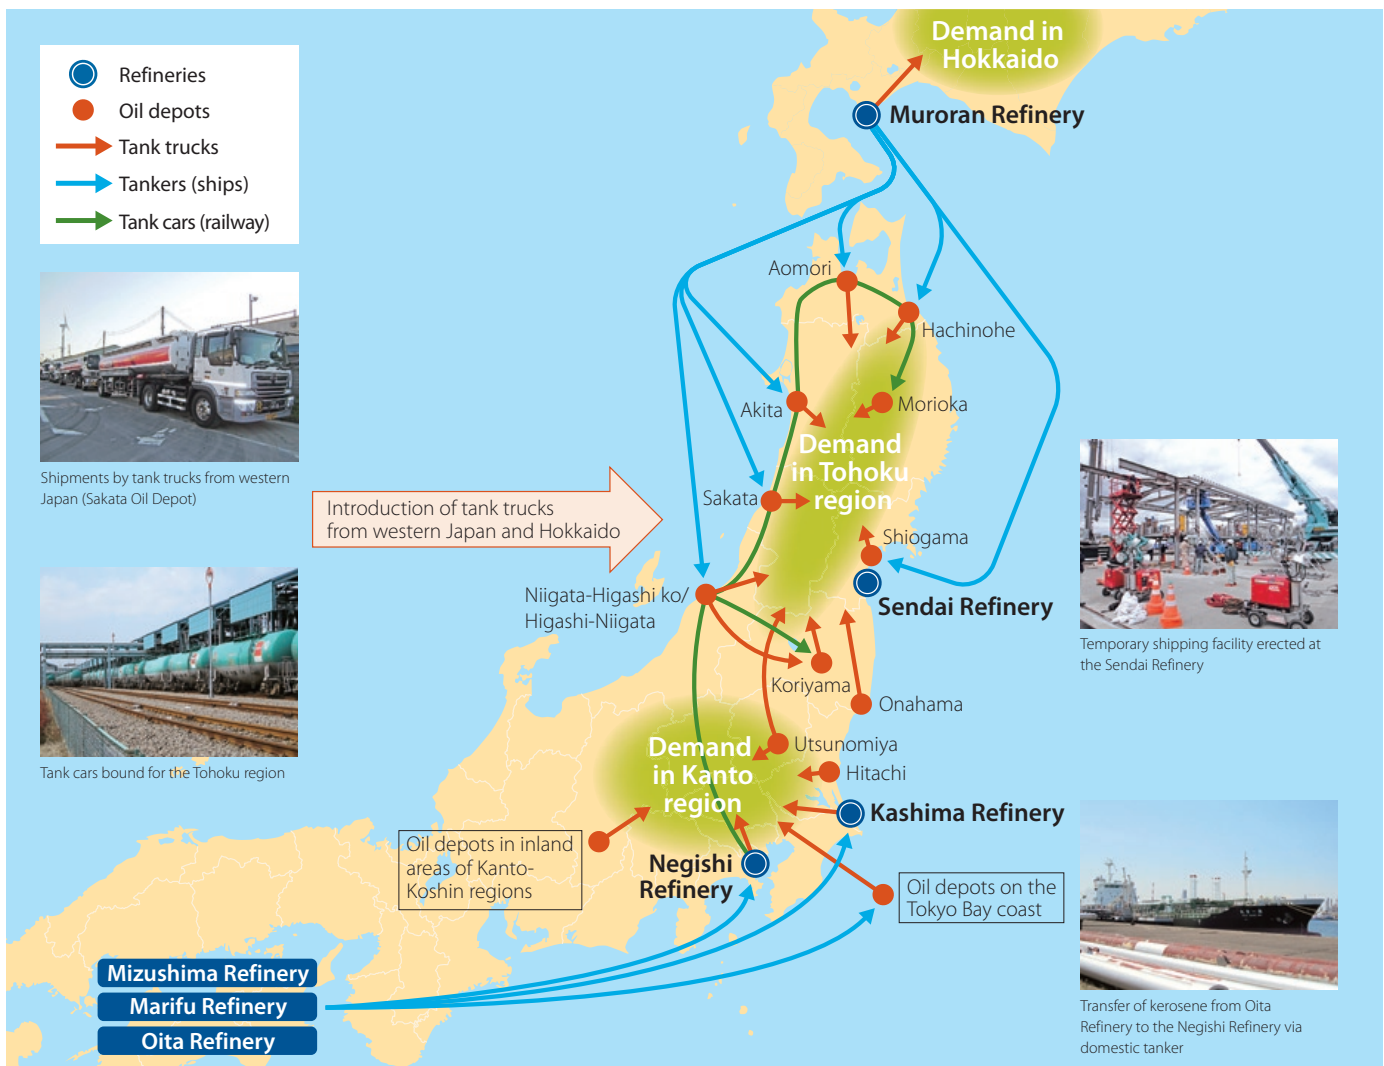 Refineries
Oil depots
Tank trucks
Tankers (ships)
Tank cars (railway)
Shipments by tank trucks from western
Japan (Sakata Oil Depot)
Tank cars bound for the Tohoku region
Introduction of tank trucks
from western Japan and Hokkaido
Demand in
Hokkaido
Muroran Refinery
Aomori
Hachinohe
Akita
Morioka
Demand
in Tohoku
region
Sakata
Shiogama
Sendai Refinery
Niigata-Higashi ko/
Higashi-Niigata
Koriyama
Onahama
Utsunomiya
Hitachi
Demand
in Kanto
region
Kashima Refinery
Oil depots in inland
areas of Kanto-
Koshin regions
Negishi
Refinery
Oil depots on the
Tokyo Bay coast
Mizushima Refinery
Marifu Refinery
Oita Refinery
Temporary shipping facility erected at
the Sendai Refinery
Transfer of kerosene from Oita
Refinery to the Negishi Refinery via
domestic tanker